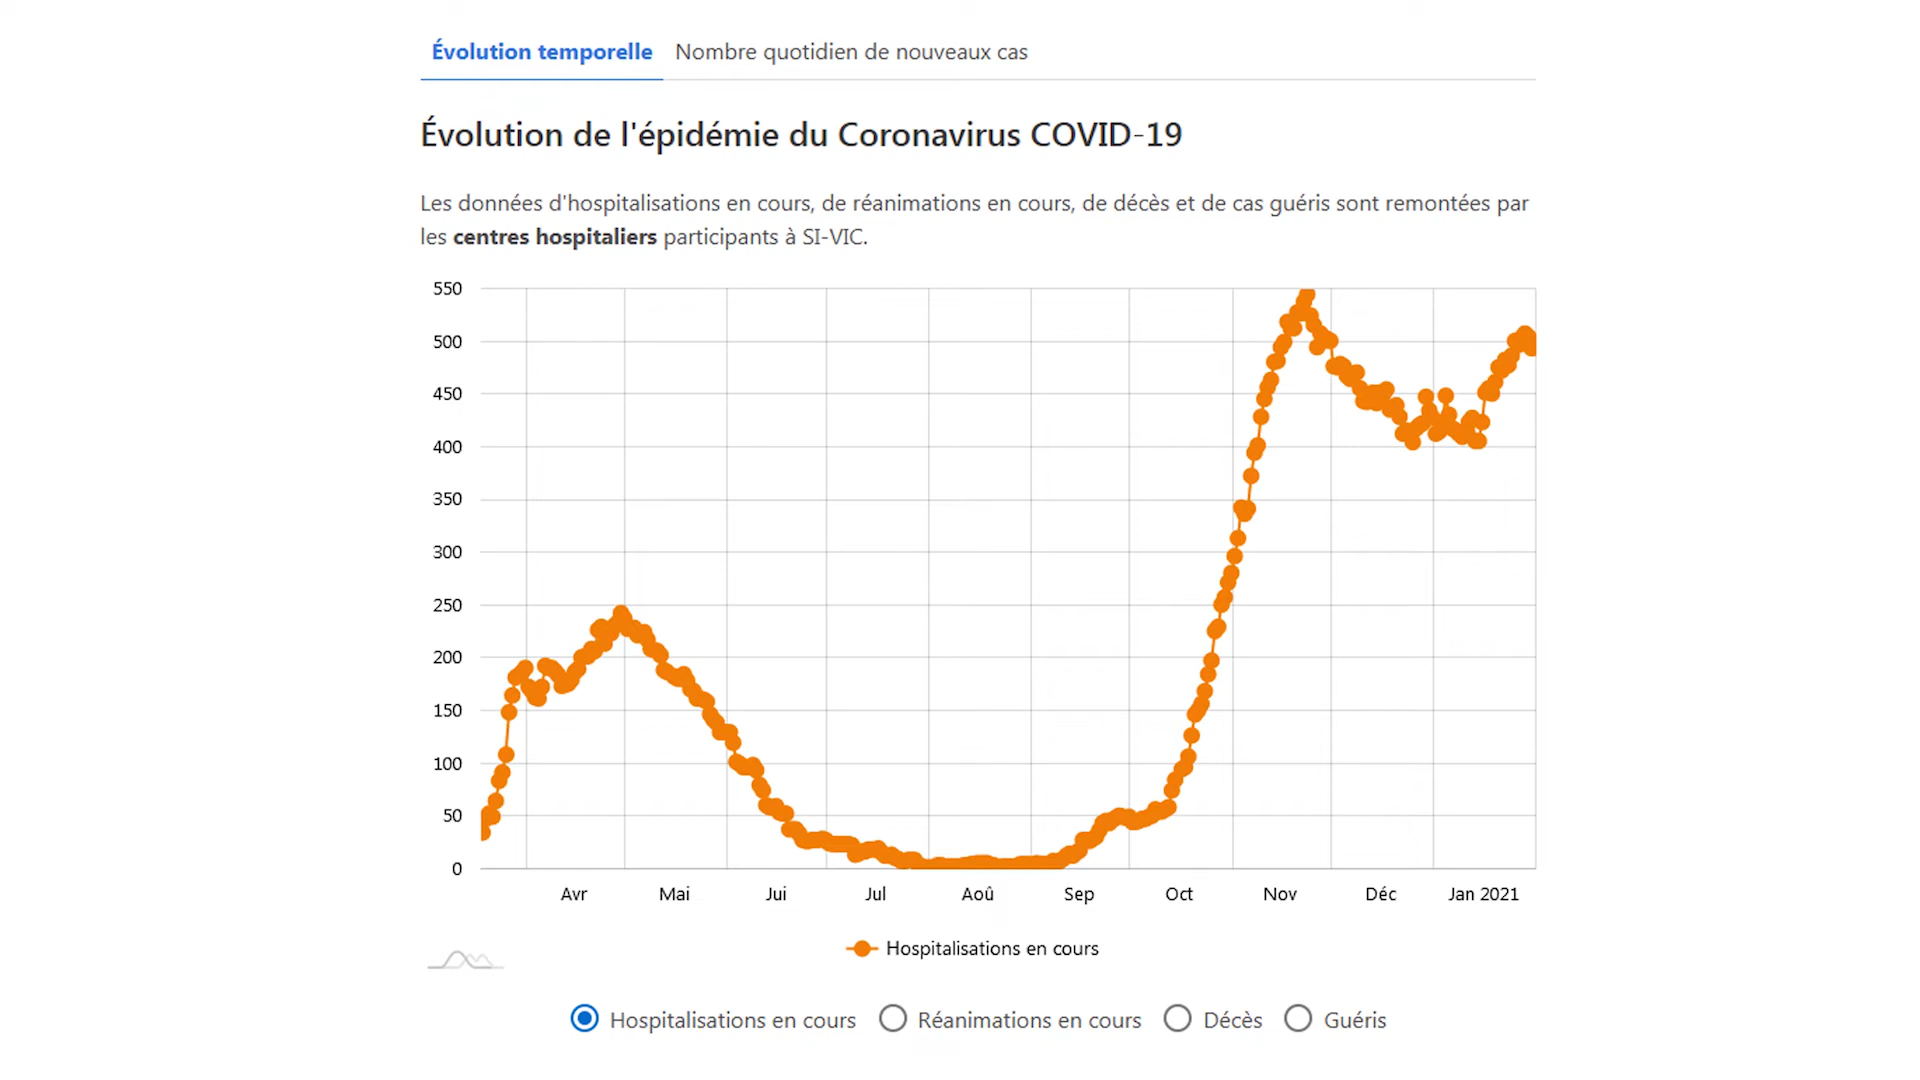 Évolution temporelle Nombre quotidien de nouveaux cas
Évolution de l'épidémie du Coronavirus COVID-19
Les données d'hospitalisations en cours, de réanimations en cours, de décès et de cas guéris sont remontées par
les centres hospitaliers participants à SI-VIC.
550
500
450
400
350
300
250
200
150
100
50
0
Avr Mai Jui Jul Aoû Sep Oct Nov Déc Jan 2021
Hospitalisations en cours
Hospitalisations en cours Réanimations en cours Décès Guéris